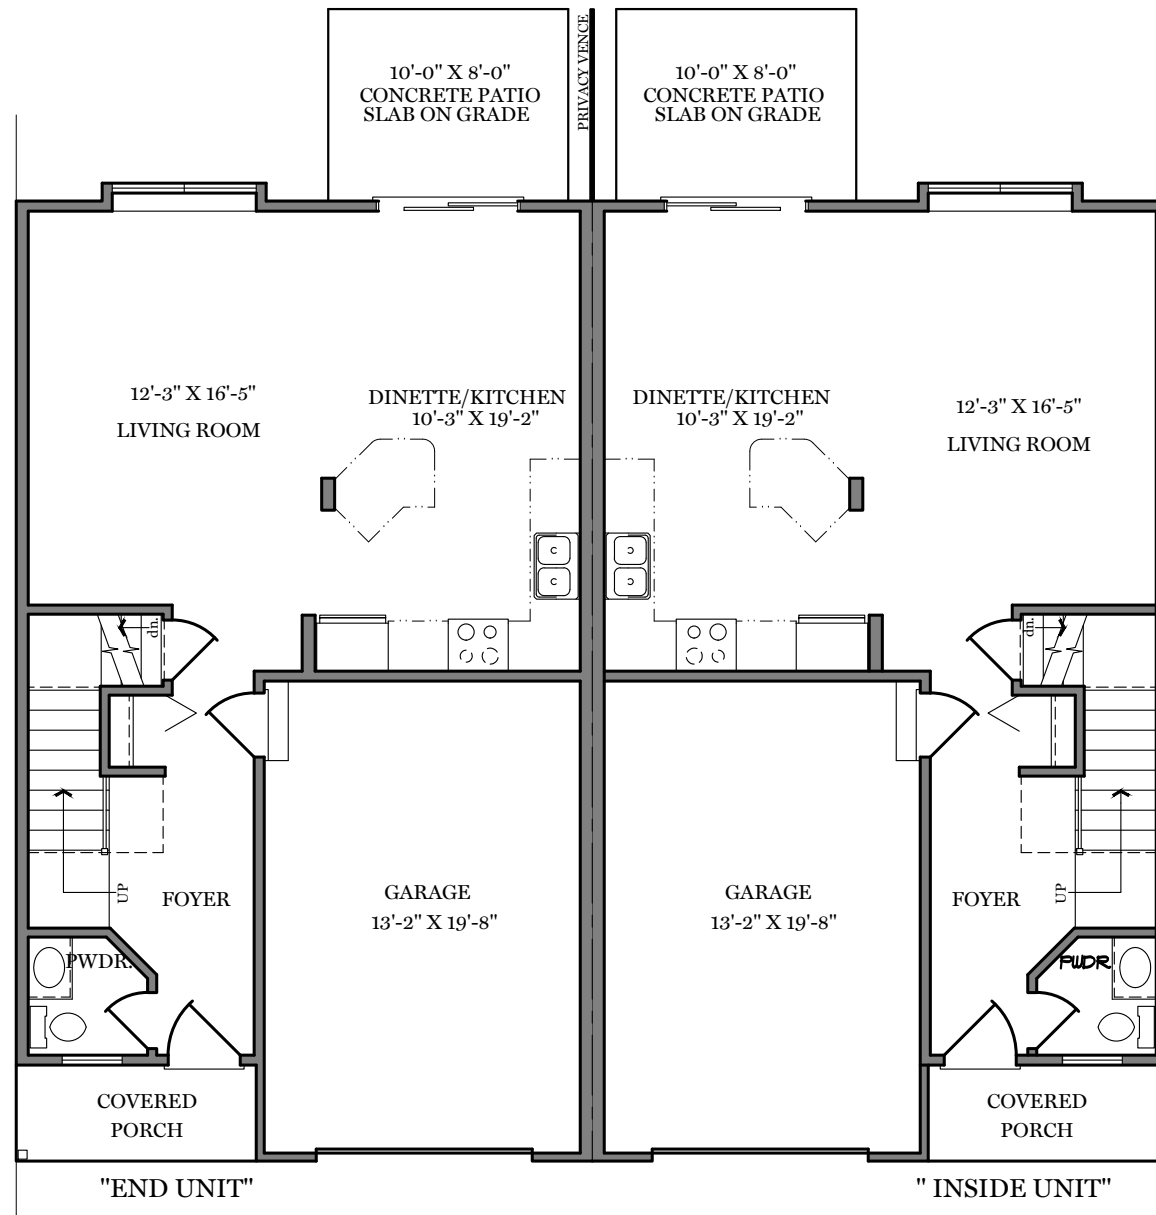 10'-0" X 8'-0"
CONCRETE PATIO
SLAB ON GRADE
PRIVACY VENCE
10'-0" X 8'-0"
CONCRETE PATIO
SLAB ON GRADE
12'-3" X 16'-5"
LIVING ROOM
DINETTE/KITCHEN
10'-3" X 19'-2"
DINETTE/KITCHEN
10'-3" X 19'-2"
12'-3" X 16'-5"
LIVING ROOM
dn.
dn.
UP
FOYER
GARAGE
13'-2" X 19'-8"
GARAGE
13'-2" X 19'-8"
FOYER
UP
PWDR.
PWDR
COVERED
PORCH
COVERED
PORCH
"END UNIT"
" INSIDE UNIT"